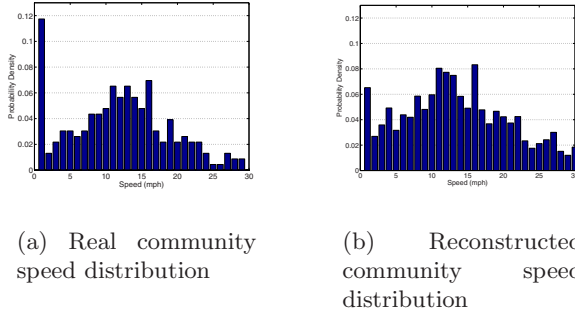 0.12
0.1
0.08
0.06
0.04
0.02
0
Probability Density
0 5 10 15 20 25 30
Speed (mph)
(a) Real community
speed distribution
0.12
0.1
0.08
0.06
0.04
0.02
0
Probability Density
0 5 10 15 20 25 30
Speed (mph)
(b) Reconstructed
community speed
distribution